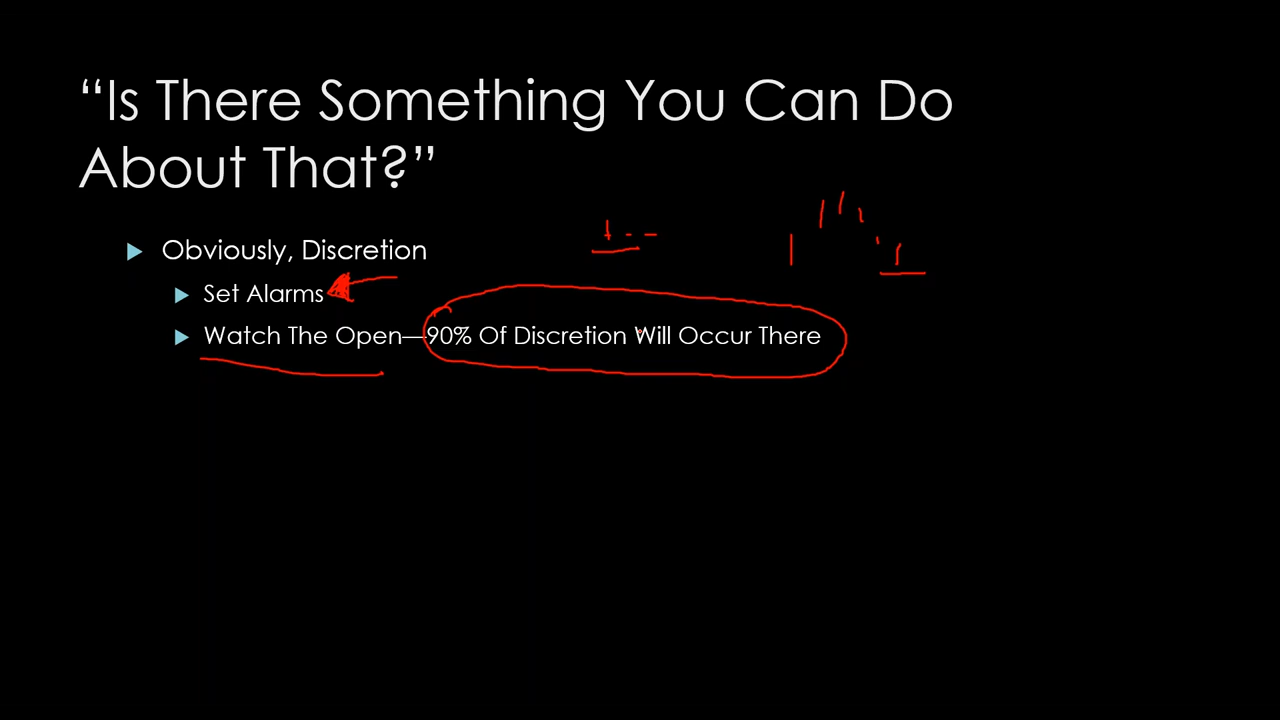 “Is There Something You Can Do
About That?”
Obviously, Discretion
Set Alarms
Watch The Open—90% Of Discretion Will Occur There